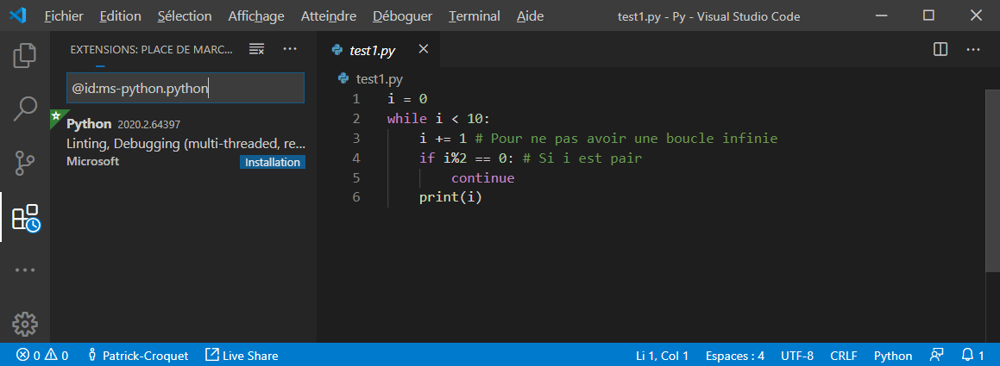 Fichier Edition Sélection Affichage Atteindre Déboguer Terminal Aide test1.py - Py - Visual Studio Code
EXTENSIONS: PLACE DE MARC...
@id:ms-python.python
Python 2020.2.64397
Linting, Debugging (multi-threaded, re...
Microsoft Installation
test1.py
test1.py
1 i = 0
2 while i < 10:
3 i += 1 # Pour ne pas avoir une boucle infinie
4 if i%2 == 0: # Si i est pair
5 continue
6 print(i)
0 0 Patrick-Croquet Live Share Li 1, Col 1 Espaces : 4 UTF-8 CRLF Python 1